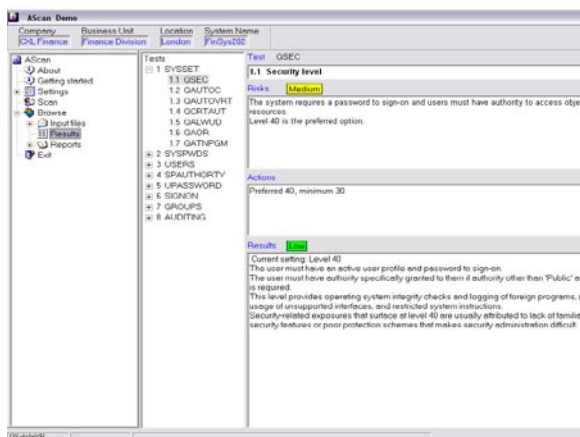 AScan Demo
Company Business Unit Location System Name
CXL Finance Finance Division London FinSys202
AScan
About
Getting started
Settings
Scan
Browse
Input files
Results
Reports
Exit
Tests
1 SYSSET
1.1 QSEC
1.2 QAUTOC
1.3 QAUTOVRT
1.4 QCRTAUT
1.5 QALWUD
1.6 QAOR
1.7 QATNPGM
2 SYSPWDS
3 USERS
4 SPAUTHORTY
5 UPASSWORD
6 SIGNON
7 GROUPS
8 AUDITING
Test QSEC
1.1 Security level
Risks Medium
The system requires a password to sign-on and users must have authority to access obje
resources.
Level 40 is the preferred option.
Actions
Preferred 40, minimum 30
Results Low
Current setting: Level 40
The user must have an active user profile and password to sign-on.
The user must have authority specifically granted to them if authority other than 'Public' a
is required.
This level provides operating system integrity checks and logging of foreign programs,
usage of unsupported interfaces, and restricted system instructions.
Security-related exposures that surface at level 40 are usually attributed to lack of familia
security features or poor protection schemes that makes security administration difficult.